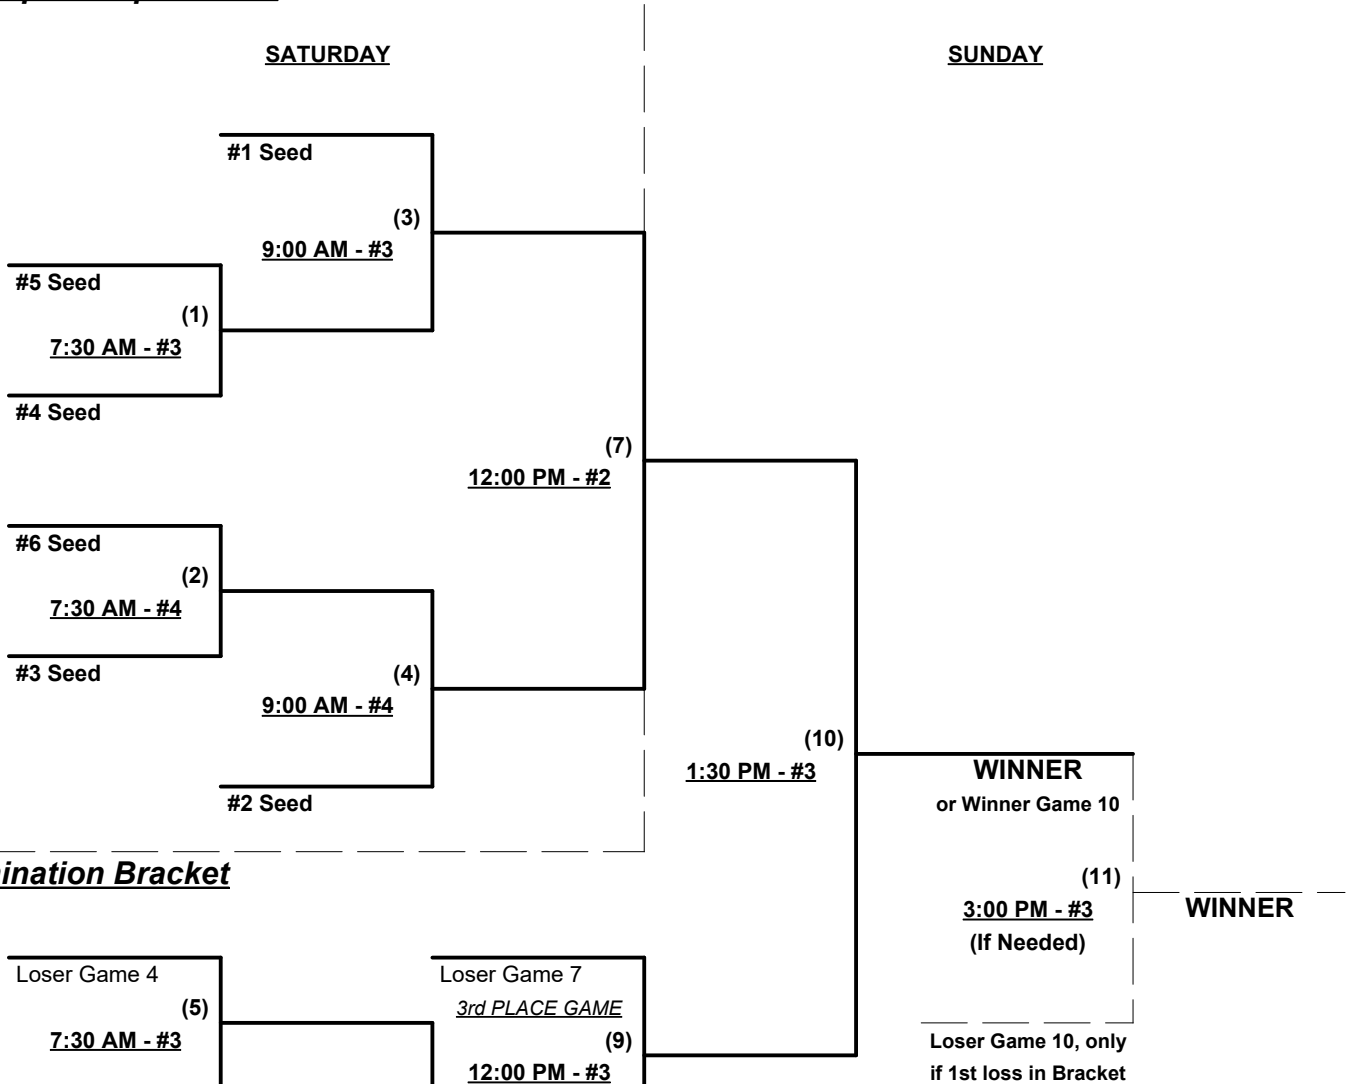 SATURDAY
SUNDAY
#1 Seed
(3)
9:00 AM - #3
#5 Seed
(1)
7:30 AM - #3
#4 Seed
(7)
12:00 PM - #2
#6 Seed
(2)
7:30 AM - #4
#3 Seed
(4)
9:00 AM - #4
#2 Seed
(10)
1:30 PM - #3
WINNER
or Winner Game 10
ination Bracket
(11)
3:00 PM - #3
(If Needed)
WINNER
Loser Game 4
(5)
7:30 AM - #3
Loser Game 7
3rd PLACE GAME
(9)
12:00 PM - #3
Loser Game 10, only
if 1st loss in Bracket